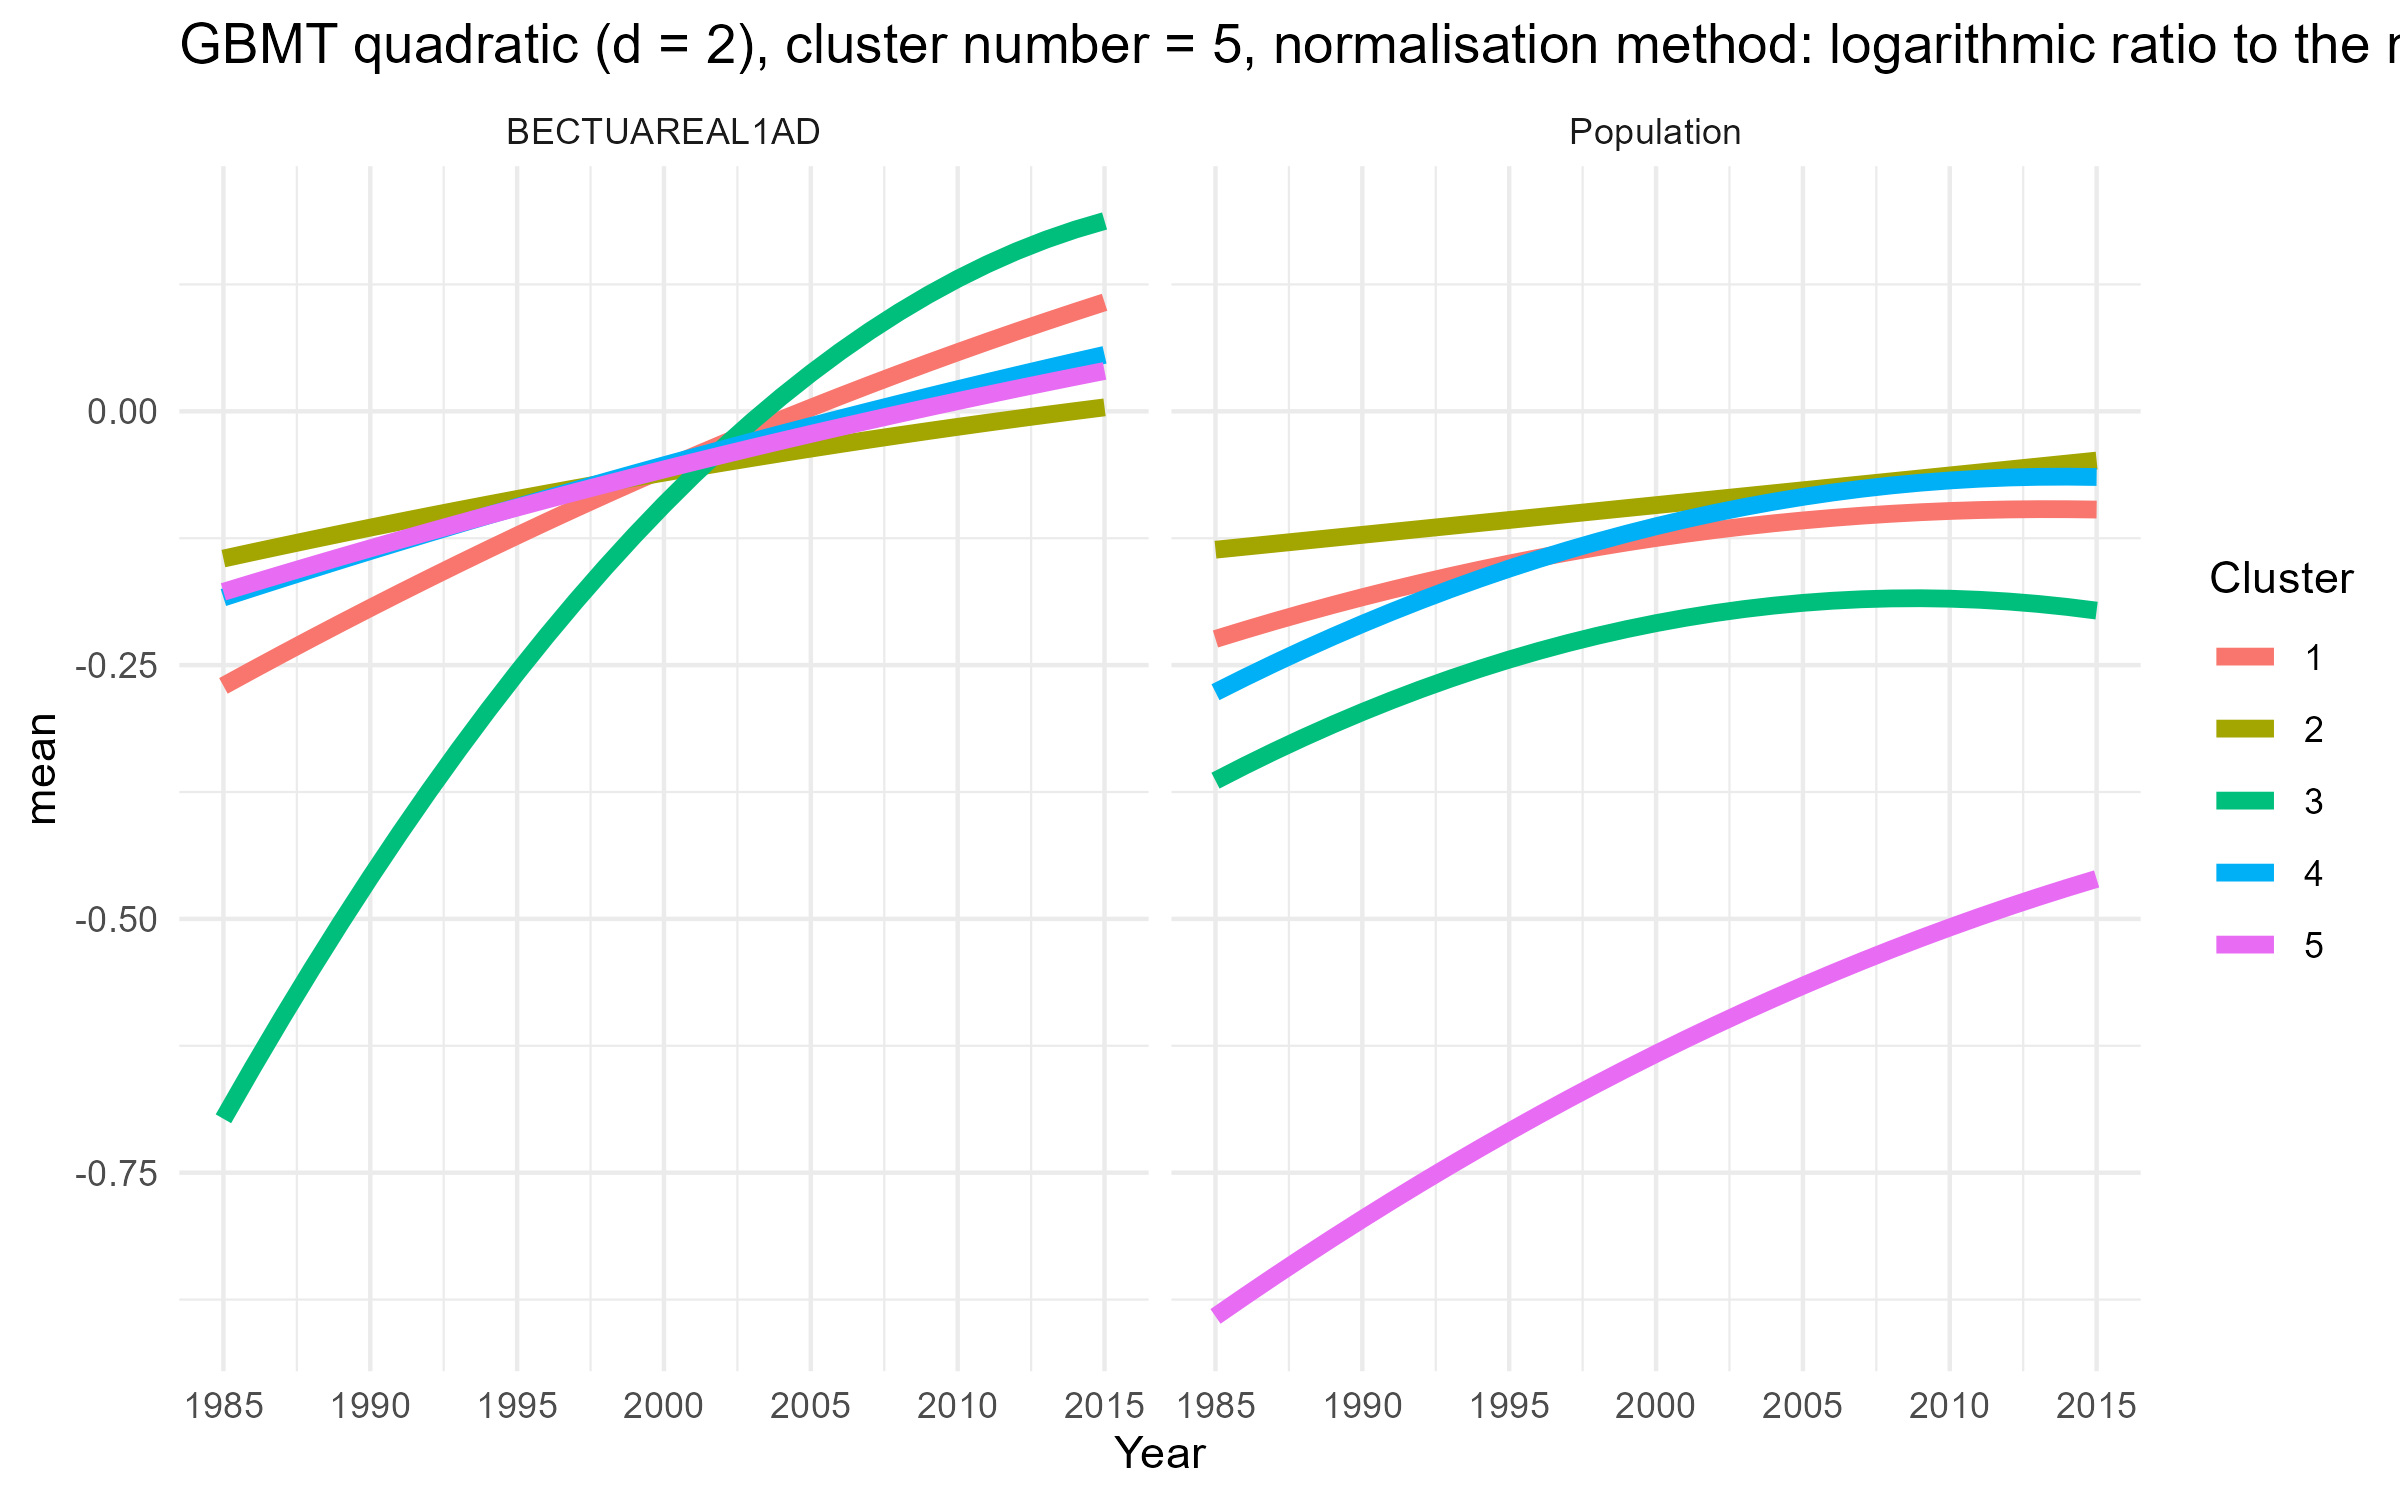 GBMT quadratic (d = 2), cluster number = 5, normalisation method: logarithmic ratio to the
BECTUAREAL1AD
Population
mean
0.00
-0.25
-0.50
-0.75
1985 1990 1995 2000 2005 2010 2015
1985 1990 1995 2000 2005 2010 2015
Year
Cluster
1
2
3
4
5